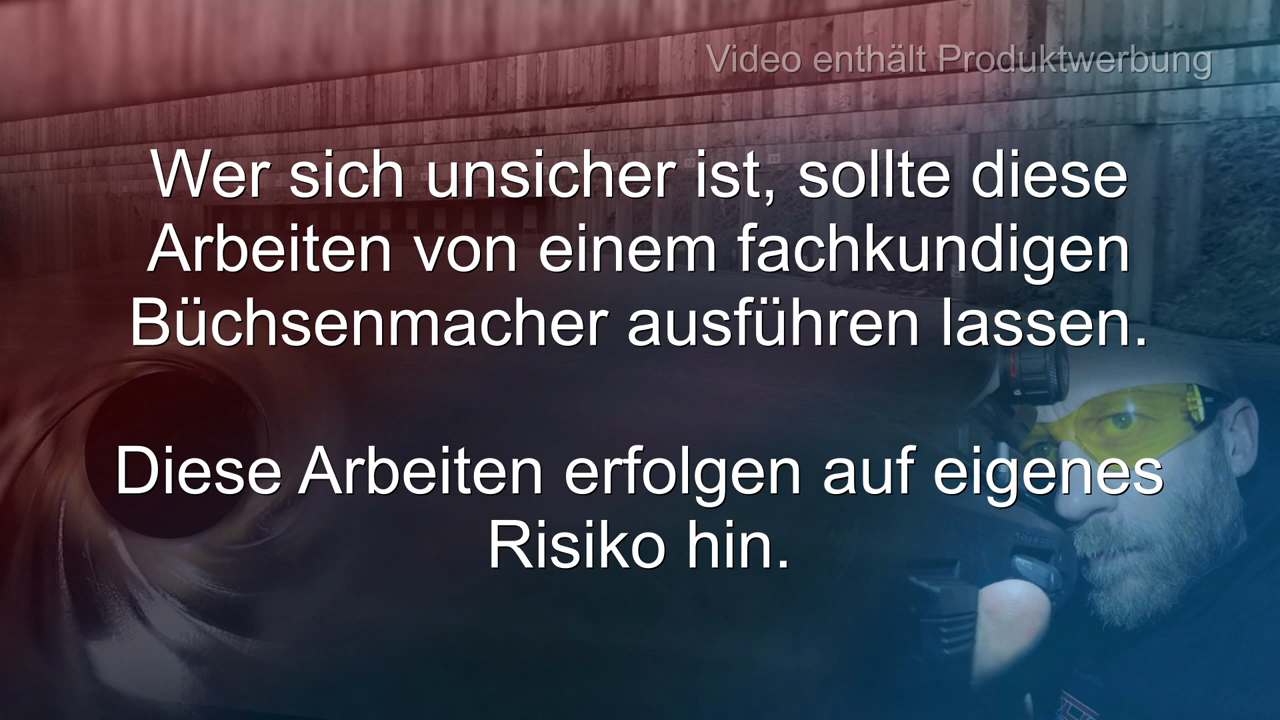 Video enthält Produktwerbung
Wer sich unsicher ist, sollte diese
Arbeiten von einem fachkundigen
Büchsenmacher ausführen lassen.
Diese Arbeiten erfolgen auf eigenes
Risiko hin.